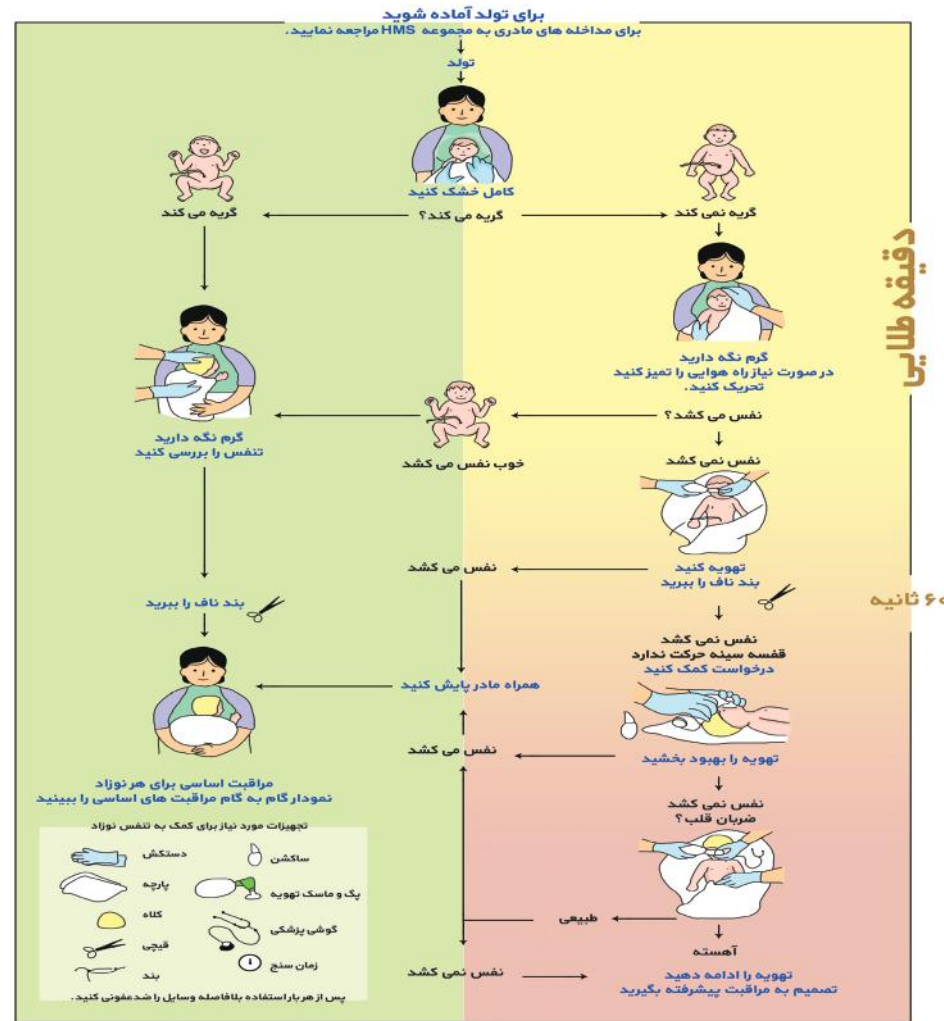 برای تولد آماده شوید
برای مداخله های مادری به مجموعه HMS مراجعه نمایید.
تولد
کامل خشک کنید
گریه می کند؟
گریه نمی کند
گریه می کند
دقیقه طلایی
گرم نگه دارید
در صورت نیاز راه هوایی را تمیز کنید
تحریک کنید.
نفس می کشد؟
خوب نفس می کشد
گرم نگه دارید
تنفس را بررسی کنید
نفس نمی کشد
تهویه کنید
بند ناف را ببرید
نفس می کشد
بند ناف را ببرید
۶۰ ثانیه
نفس نمی کشد
قفسه سینه حرکت ندارد
درخواست کمک کنید
همراه مادر پایش کنید
تهویه را بهبود بخشید
نفس می کشد
مراقبت اساسی برای هر نوزاد
نمودار گام به گام مراقبت های اساسی را ببینید
نفس نمی کشد
ضربان قلب؟
طبیعی
آهسته
نفس نمی کشد
تهویه را ادامه دهید
تصمیم به مراقبت پیشرفته بگیرید
تجهیزات مورد نیاز برای کمک به تنفس نوزاد
ساکشن
دستکش
پگ و ماسک تهویه
پارچه
گوشی پزشکی
کلاه
زمان سنج
قیچی
بند
پس از هر بار استفاده بلافاصله وسایل را ضدعفونی کنید.